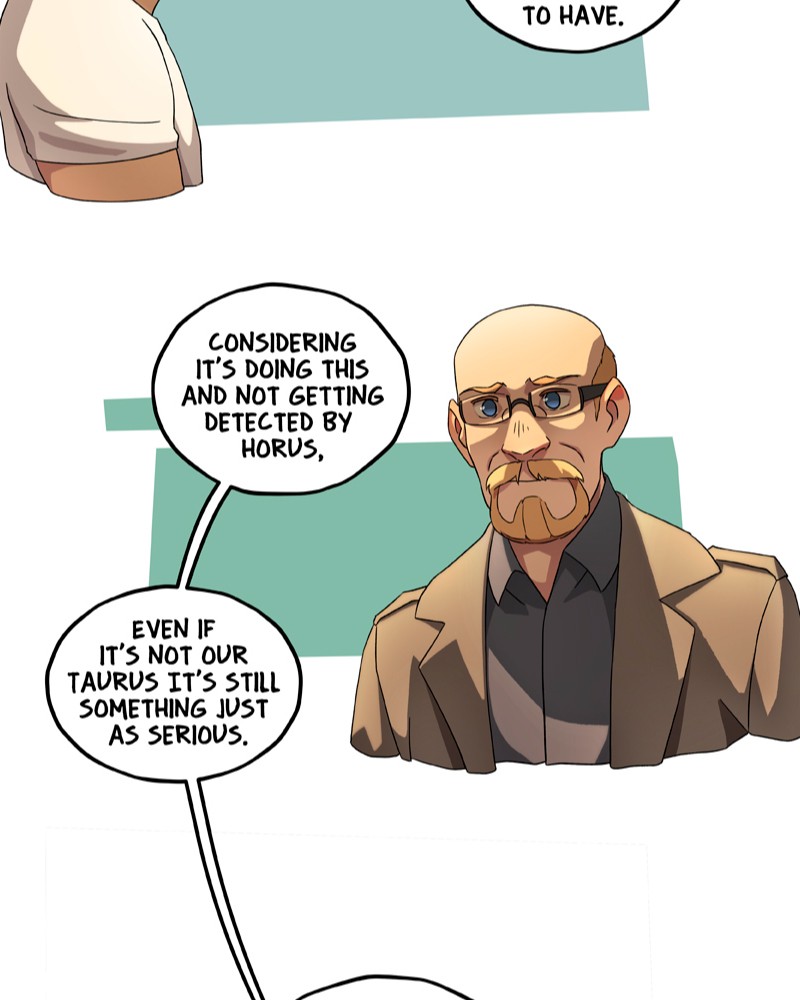 TO HAVE.
CONSIDERING
IT'S DOING THIS
AND NOT GETTING
DETECTED BY
HORUS,
EVEN IF
IT'S NOT OUR
TAURUS IT'S STILL
SOMETHING JUST
AS SERIOUS.